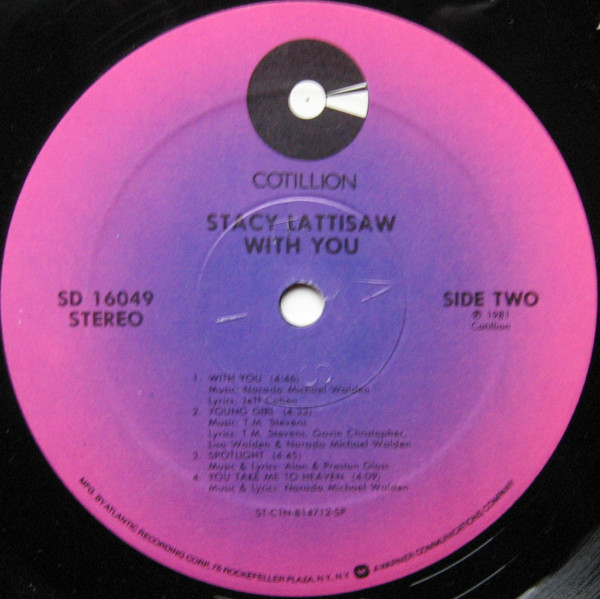 COTILLION
STACY LATTISAW
WITH YOU
SD 16049
STEREO
SIDE TWO
℗ 1981
Cotillion
1. WITH YOU (4:46)
Music: Narada Michael Walden
Lyrics: Jeff Cohen
2. YOUNG GIRL (4:32)
Music: T.M. Stevens
Lyrics: T.M. Stevens, Gavin Christopher,
Lisa Walden & Narada Michael Walden
3. SPOTLIGHT (4:45)
Music & Lyrics: Alan & Preston Glass
4. YOU TAKE ME TO HEAVEN (4:09)
Music & Lyrics: Narada Michael Walden
ST-CTN-814712-SP
MFG. BY ATLANTIC RECORDING CORP., 75 ROCKEFELLER PLAZA, N.Y., N.Y. A WARNER COMMUNICATIONS COMPANY